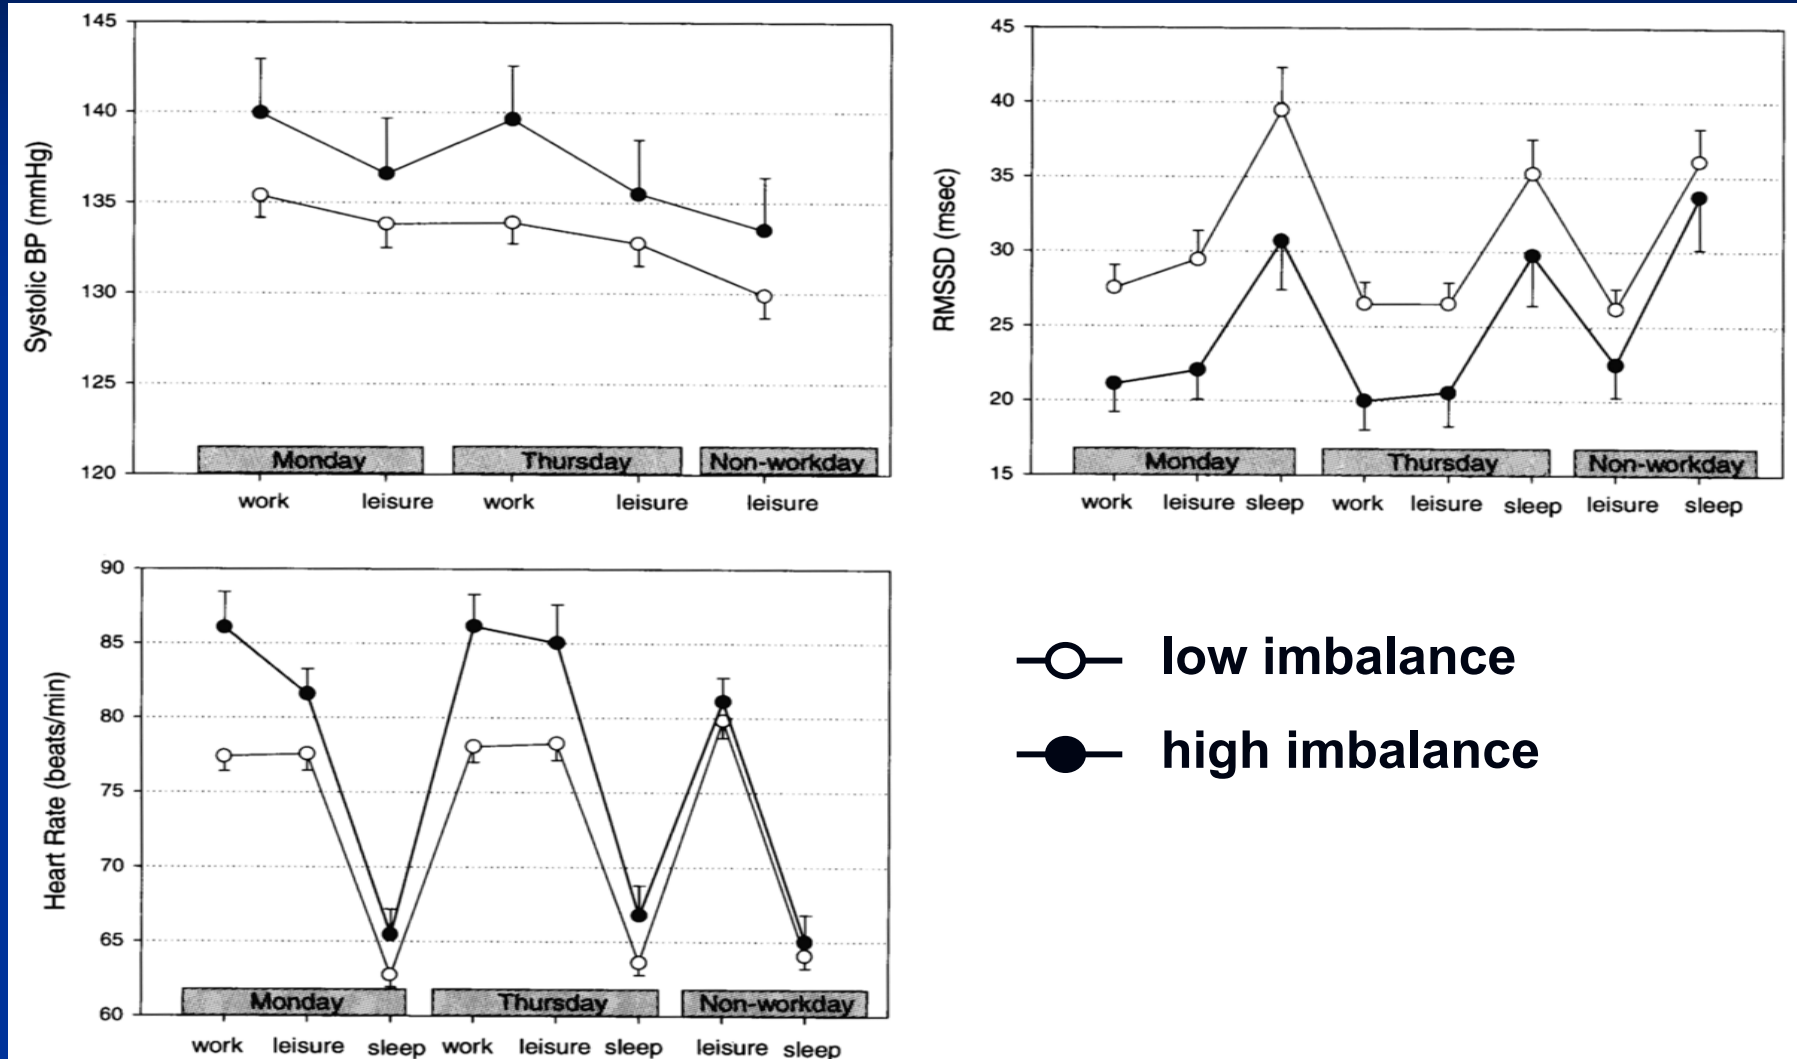 Systolic BP (mmHg)
145
140
135
130
125
120
Monday
Thursday
Non-workday
work
leisure
work
leisure
leisure
RMSSD (msec)
45
40
35
30
25
20
15
Monday
Thursday
Non-workday
work
leisure
sleep
work
leisure
sleep
leisure
sleep
Heart Rate (beats/min)
90
85
80
75
70
65
60
Monday
Thursday
Non-workday
work
leisure
sleep
work
leisure
sleep
leisure
sleep
low imbalance
high imbalance